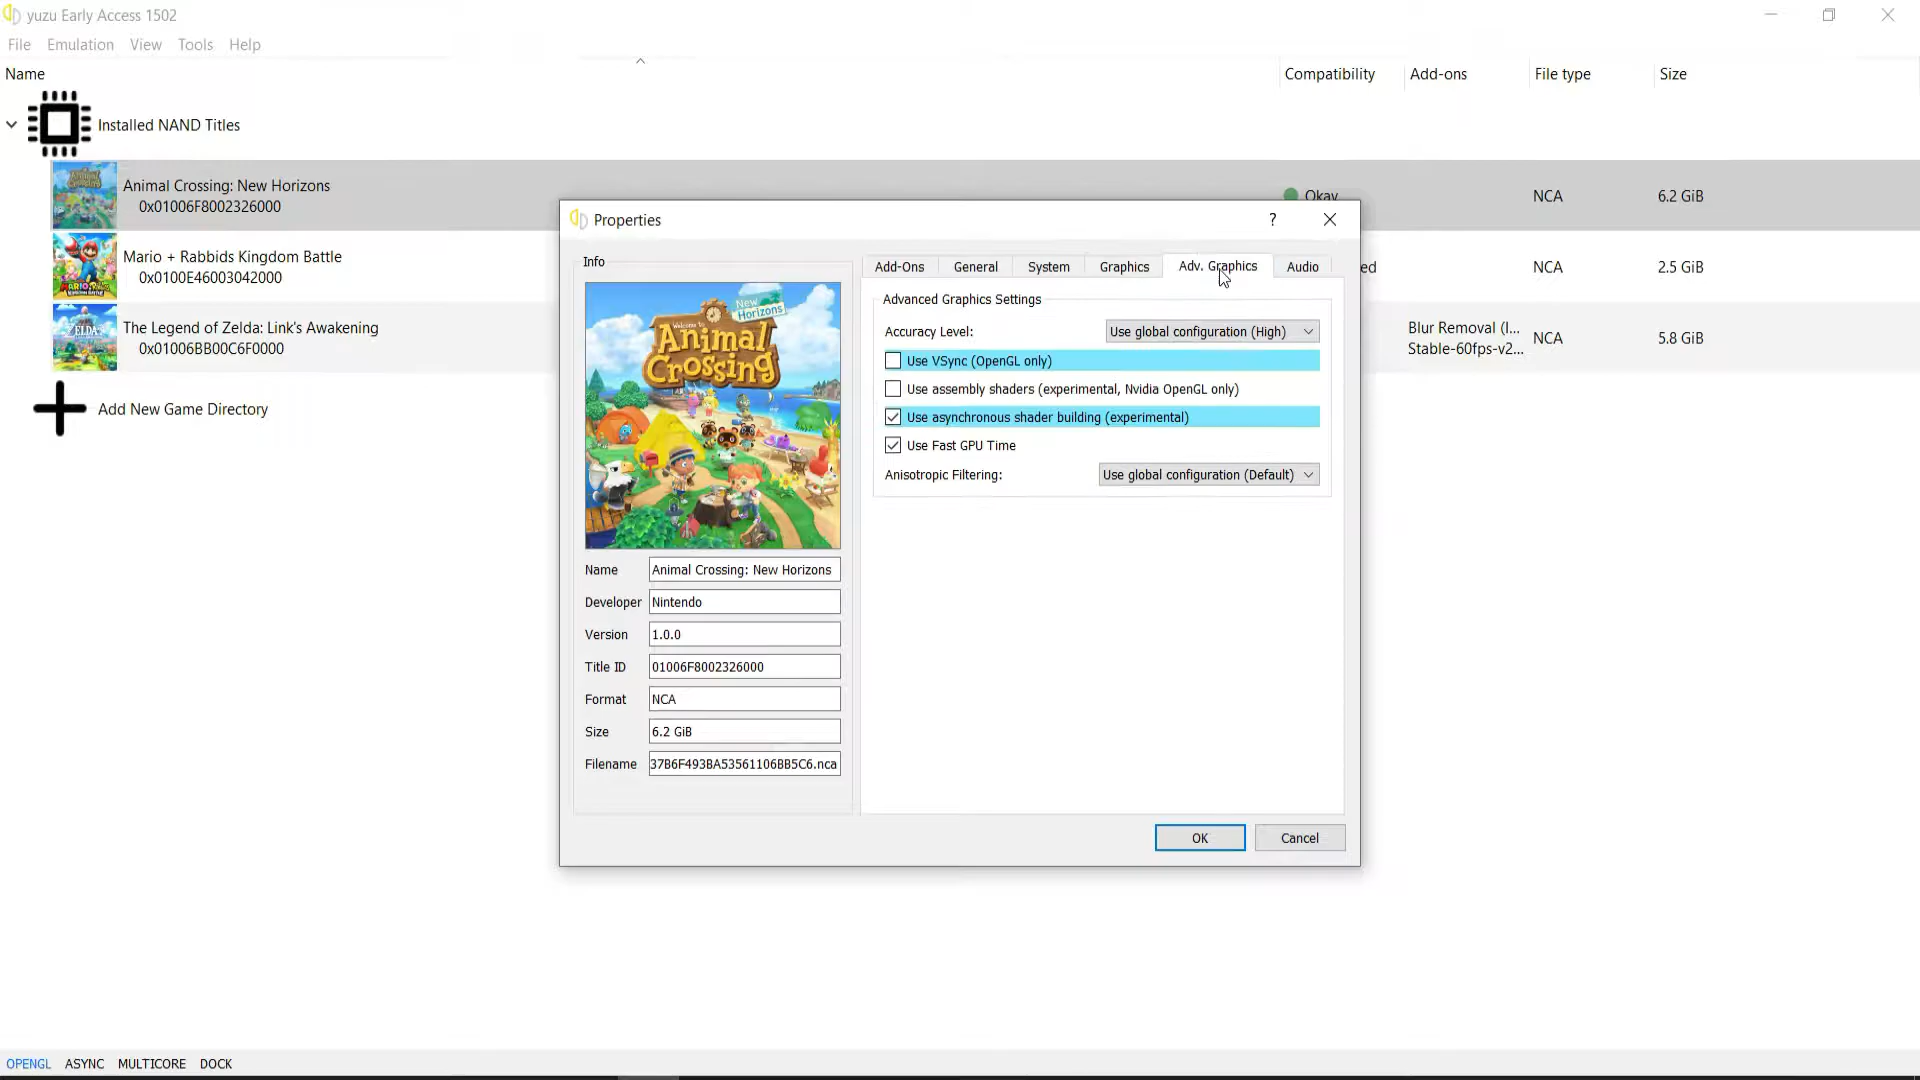 yuzu Early Access 1502
File Emulation View Tools Help
Name Compatibility Add-ons File type Size
Installed NAND Titles
Animal Crossing: New Horizons
0x01006F8002326000
Okay NCA 6.2 GiB
Mario + Rabbids Kingdom Battle
0x0100E46003042000
ed NCA 2.5 GiB
The Legend of Zelda: Link's Awakening
0x01006BB00C6F0000
Blur Removal (I...
Stable-60fps-v2...
NCA 5.8 GiB
Add New Game Directory
Properties ?
Info
New Horizons
Welcome to
Animal
Crossing
Name Animal Crossing: New Horizons
Developer Nintendo
Version 1.0.0
Title ID 01006F8002326000
Format NCA
Size 6.2 GiB
Filename 37B6F493BA53561106BB5C6.nca
Add-Ons General System Graphics Adv. Graphics Audio
Advanced Graphics Settings
Accuracy Level: Use global configuration (High)
Use VSync (OpenGL only)
Use assembly shaders (experimental, Nvidia OpenGL only)
Use asynchronous shader building (experimental)
Use Fast GPU Time
Anisotropic Filtering: Use global configuration (Default)
OK Cancel
OPENGL ASYNC MULTICORE DOCK